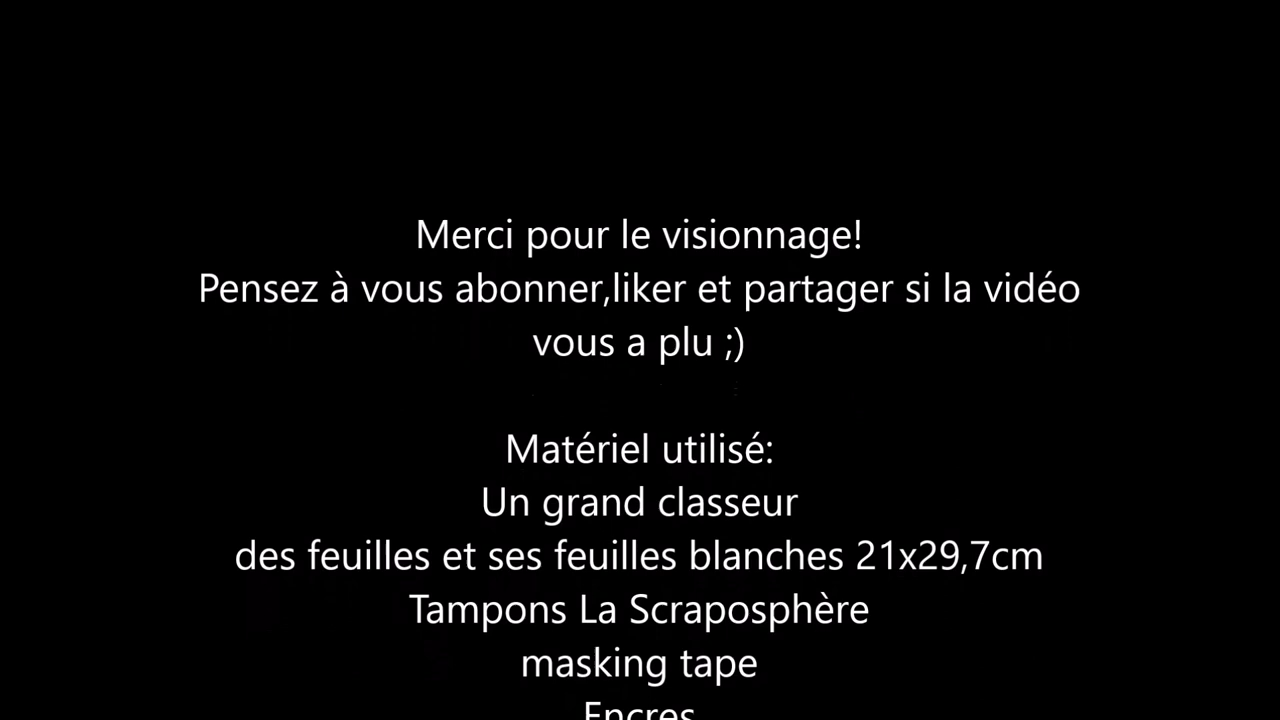 Merci pour le visionnage!
Pensez à vous abonner,liker et partager si la vidéo
vous a plu ;)
Matériel utilisé:
Un grand classeur
des feuilles et ses feuilles blanches 21x29,7cm
Tampons La Scraposphère
masking tape
Encres